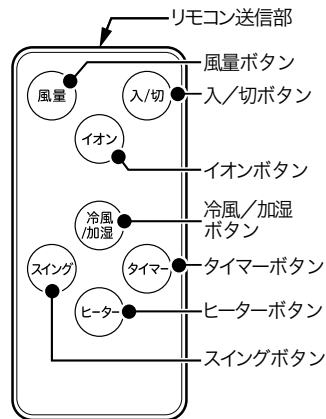 リモコン送信部
風量ボタン
入／切ボタン
イオンボタン
冷風／加湿
ボタン
タイマーボタン
ヒーターボタン
スイングボタン
風量
入/切
イオン
冷風
/加湿
スイング
タイマー
ヒーター